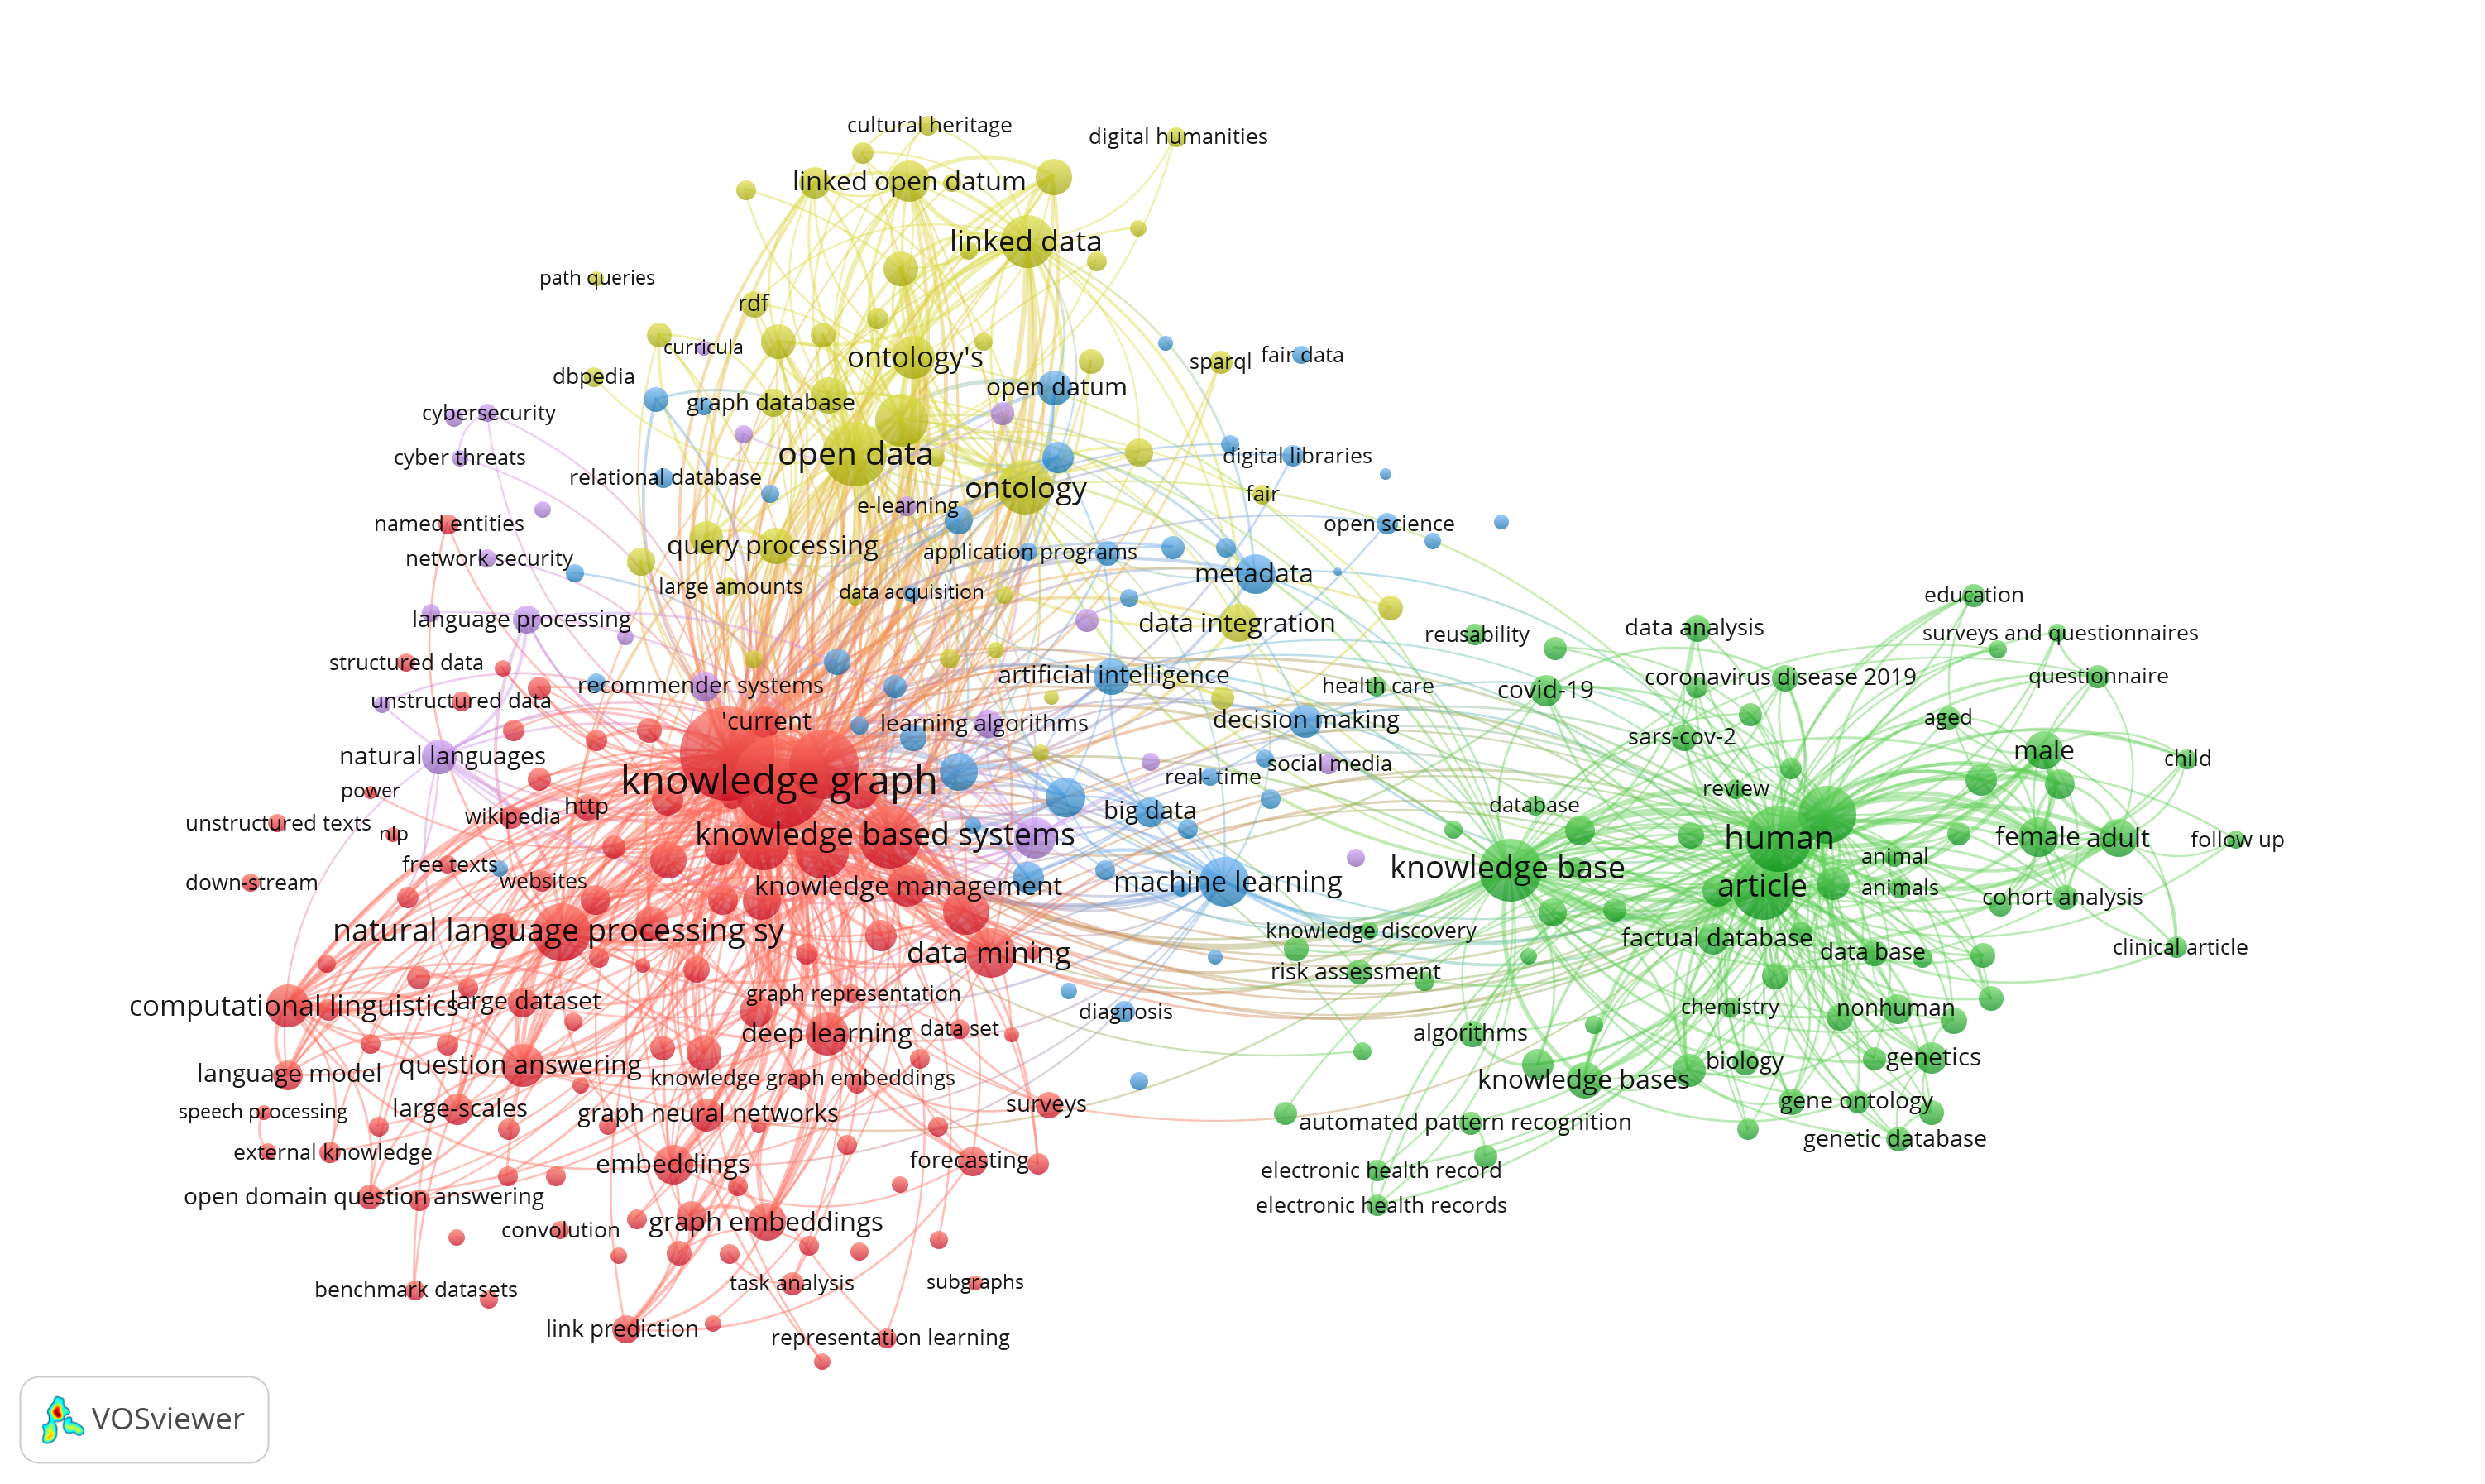 cultural heritage
digital humanities
linked open datum
linked data
path queries
rdf
curricula
ontology's
sparql
fair data
dbpedia
open datum
graph database
cybersecurity
open data
cyber threats
digital libraries
relational database
ontology
fair
e-learning
named entities
open science
query processing
application programs
network security
metadata
large amounts
data acquisition
education
language processing
data integration
data analysis
reusability
surveys and questionnaires
structured data
artificial intelligence
coronavirus disease 2019
questionnaire
recommender systems
health care
covid-19
unstructured data
'current
learning algorithms
decision making
aged
sars-cov-2
male
natural languages
child
social media
real- time
knowledge graph
review
power
http
wikipedia
big data
database
unstructured texts
nlp
knowledge based systems
human
female
adult
follow up
free texts
animal
knowledge base
websites
down-stream
knowledge management
machine learning
article
animals
cohort analysis
natural language processing sy
knowledge discovery
factual database
data mining
data base
clinical article
risk assessment
graph representation
computational linguistics
large dataset
chemistry
nonhuman
diagnosis
deep learning
data set
algorithms
question answering
biology
genetics
language model
knowledge graph embeddings
knowledge bases
surveys
gene ontology
speech processing
large-scales
graph neural networks
automated pattern recognition
genetic database
external knowledge
embeddings
forecasting
electronic health record
open domain question answering
electronic health records
convolution
graph embeddings
task analysis
subgraphs
benchmark datasets
link prediction
representation learning
VOSviewer